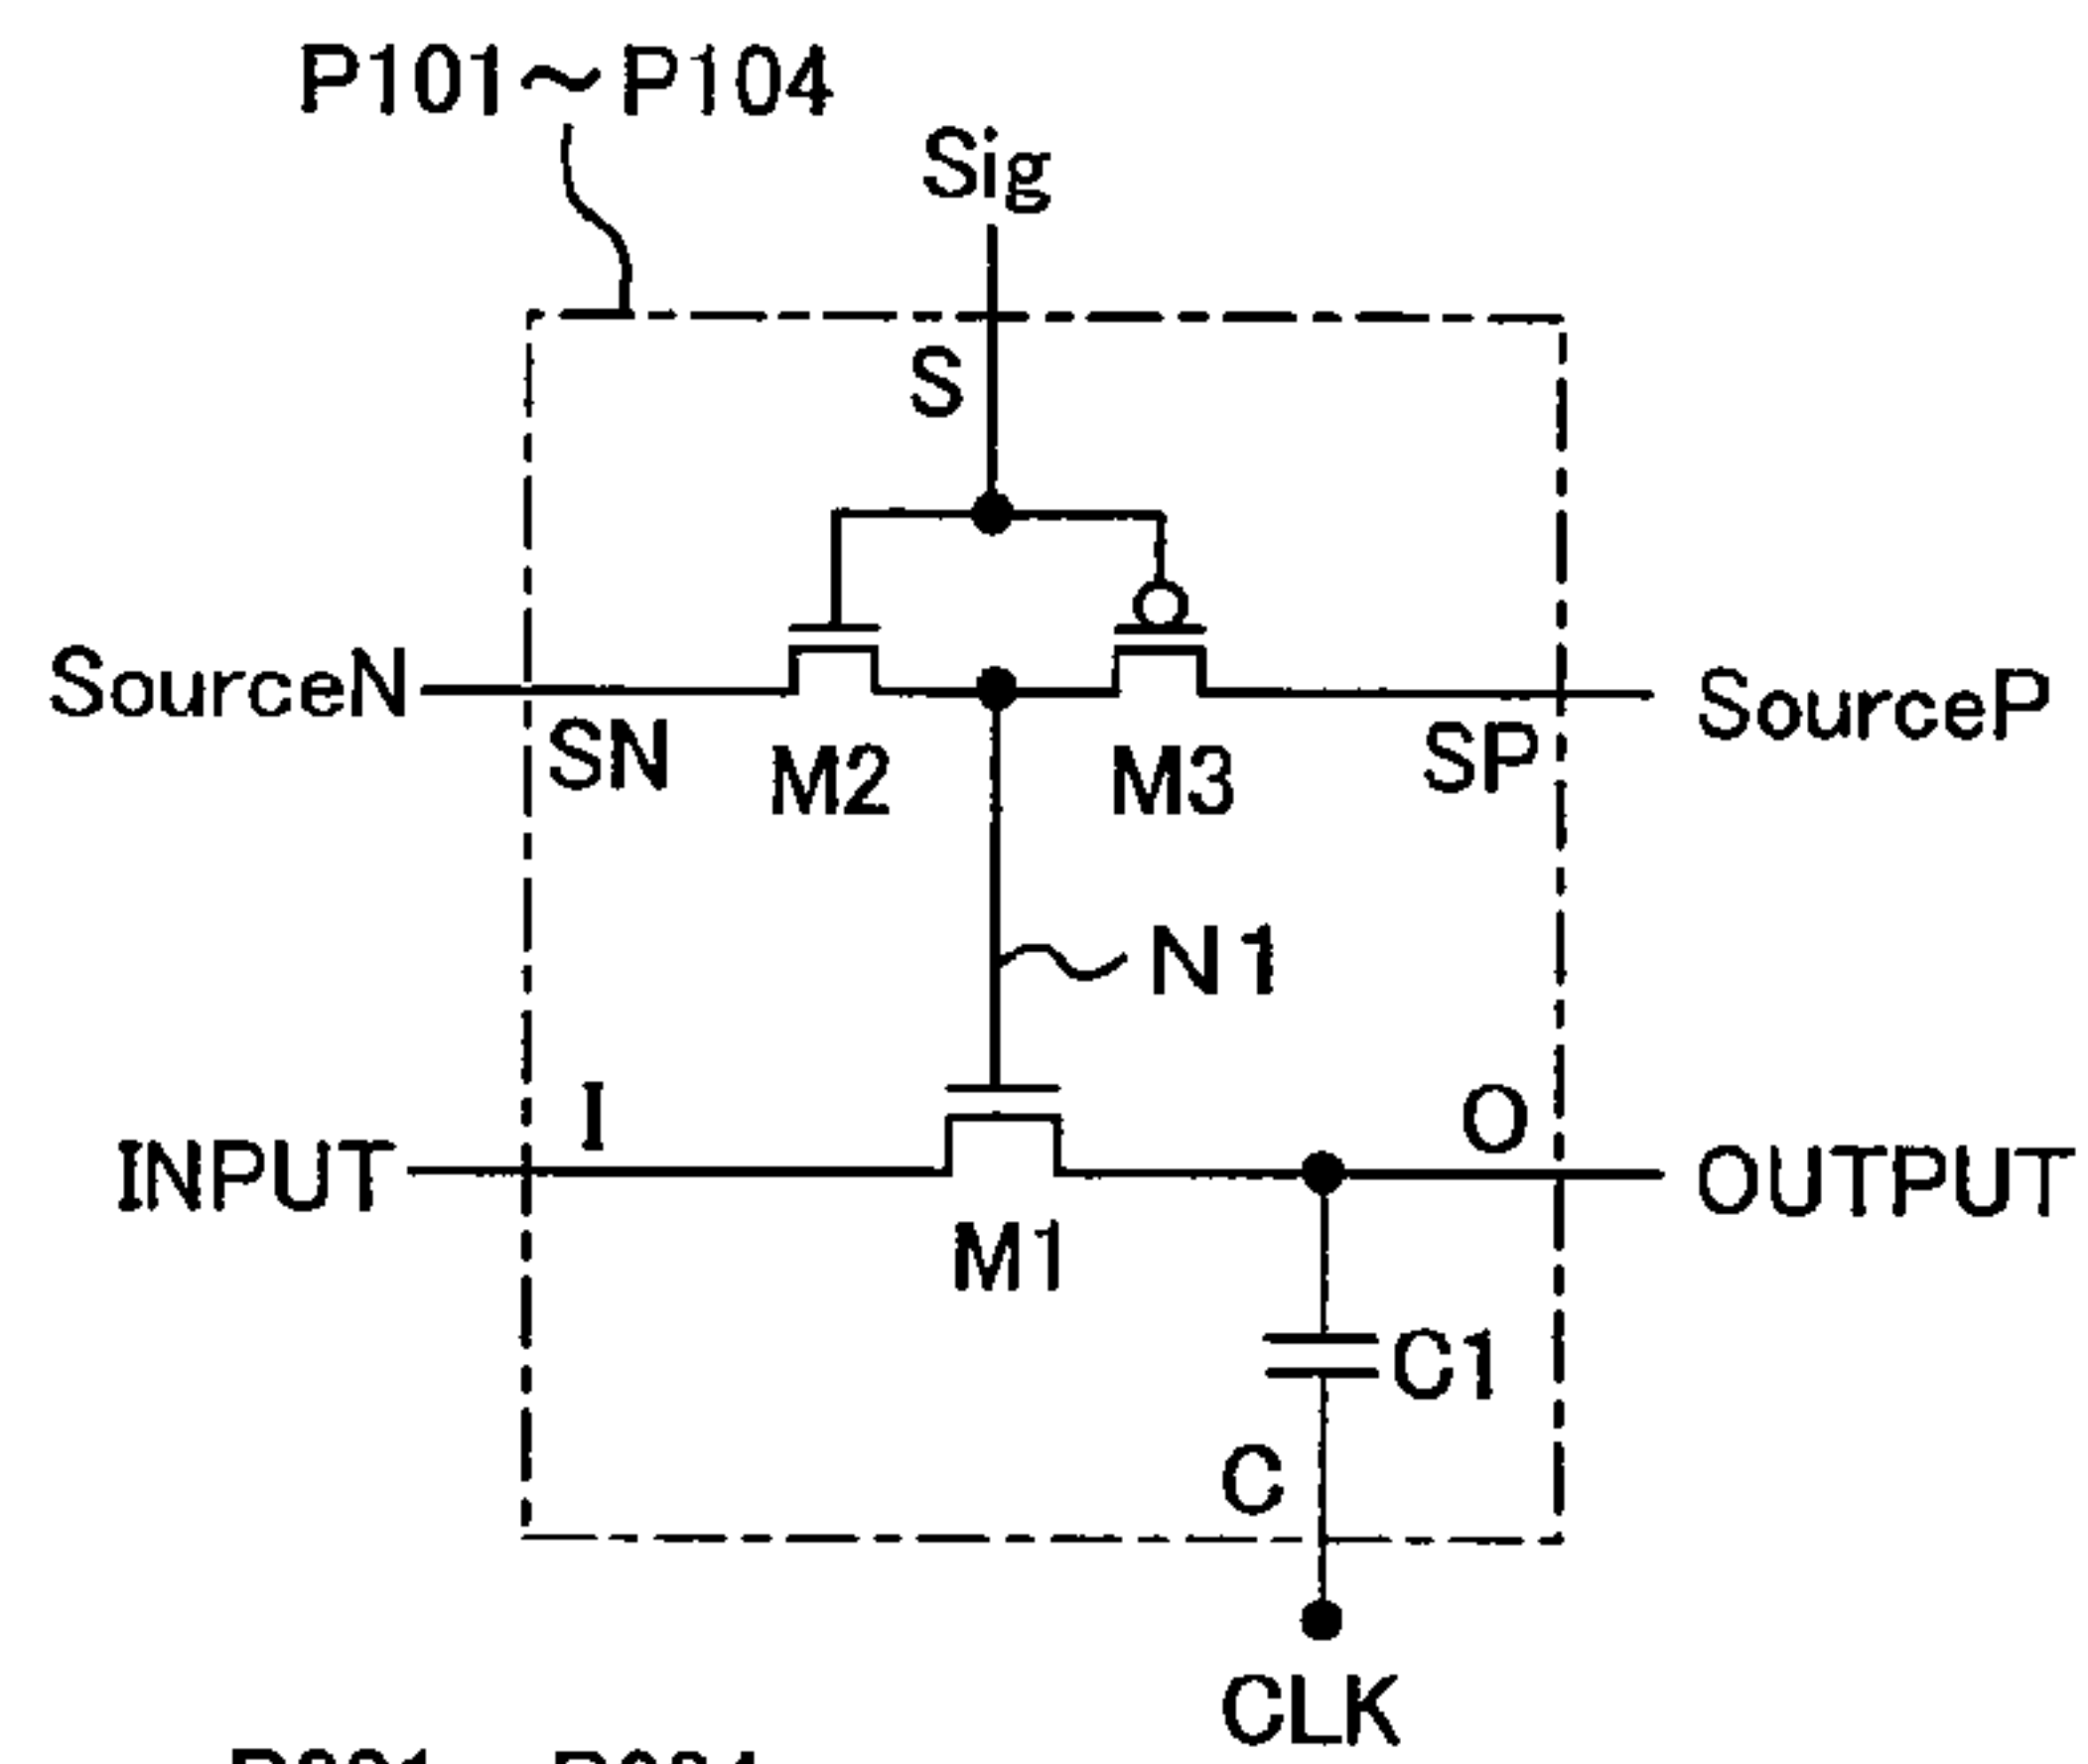 P101~P104
Sig
S
SourceN
SN
M2
M3
SP
SourceP
N1
INPUT
I
M1
O
OUTPUT
C1
C
CLK